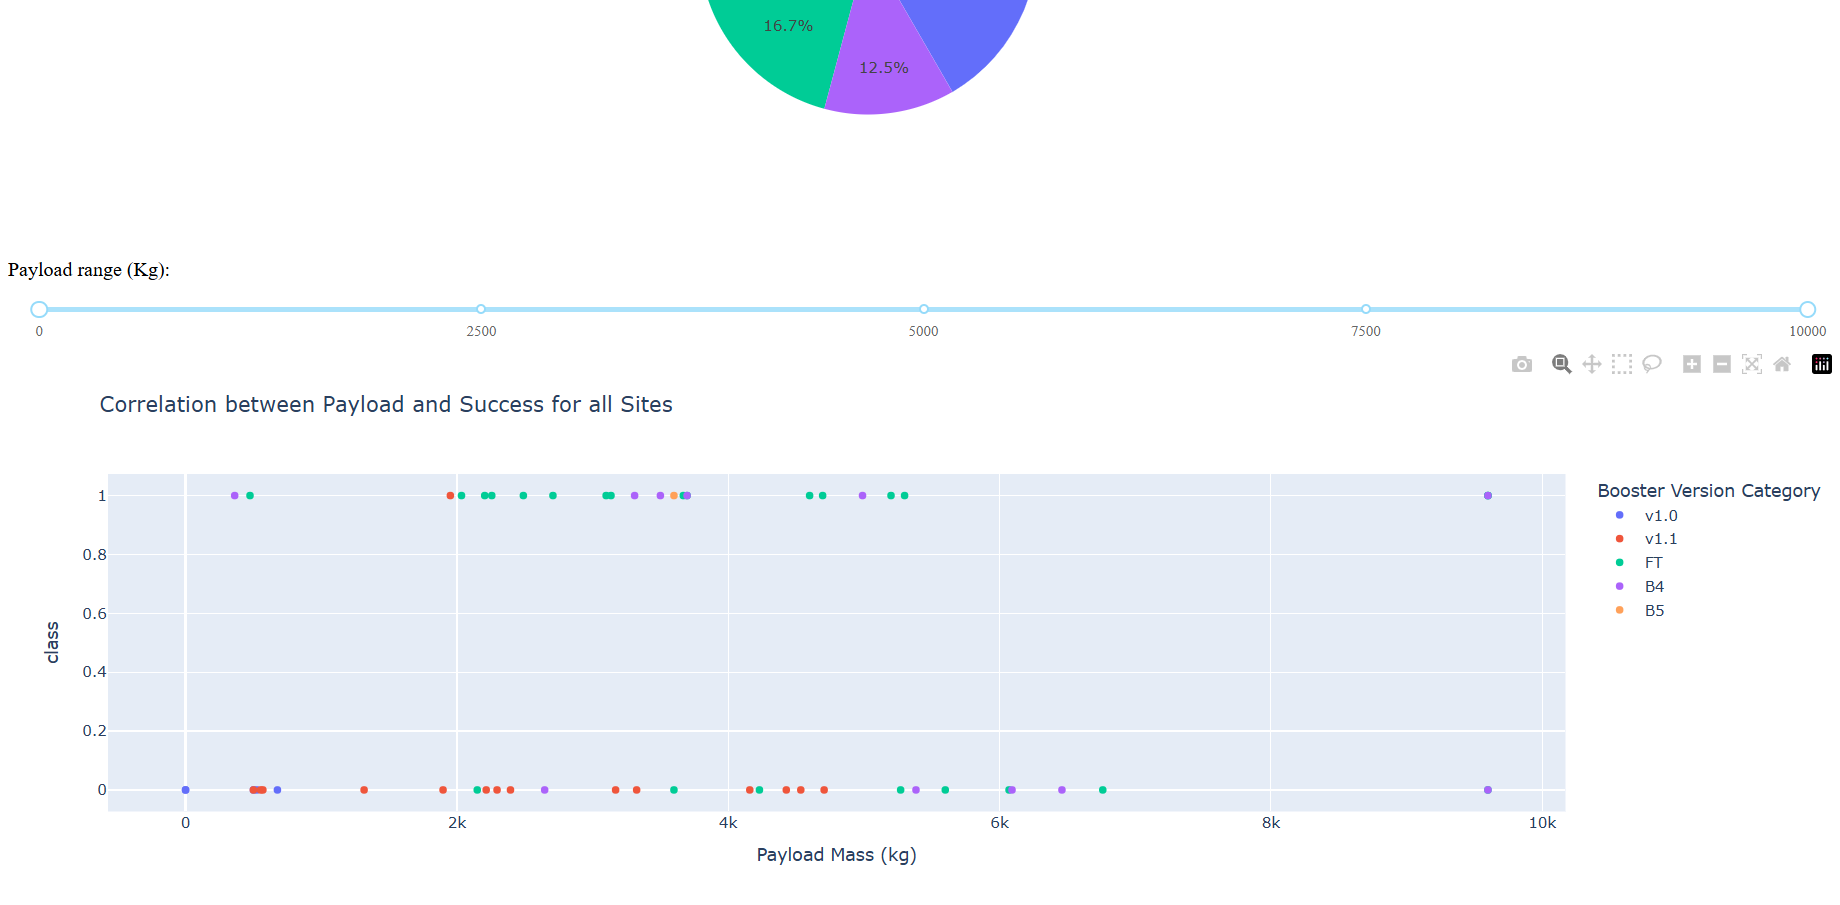 16.7%
12.5%
Payload range (Kg):
0 2500 5000 7500 10000
Correlation between Payload and Success for all Sites
Booster Version Category
v1.0
v1.1
FT
B4
B5
1
0.8
0.6
0.4
0.2
0
class
0 2k 4k 6k 8k 10k
Payload Mass (kg)